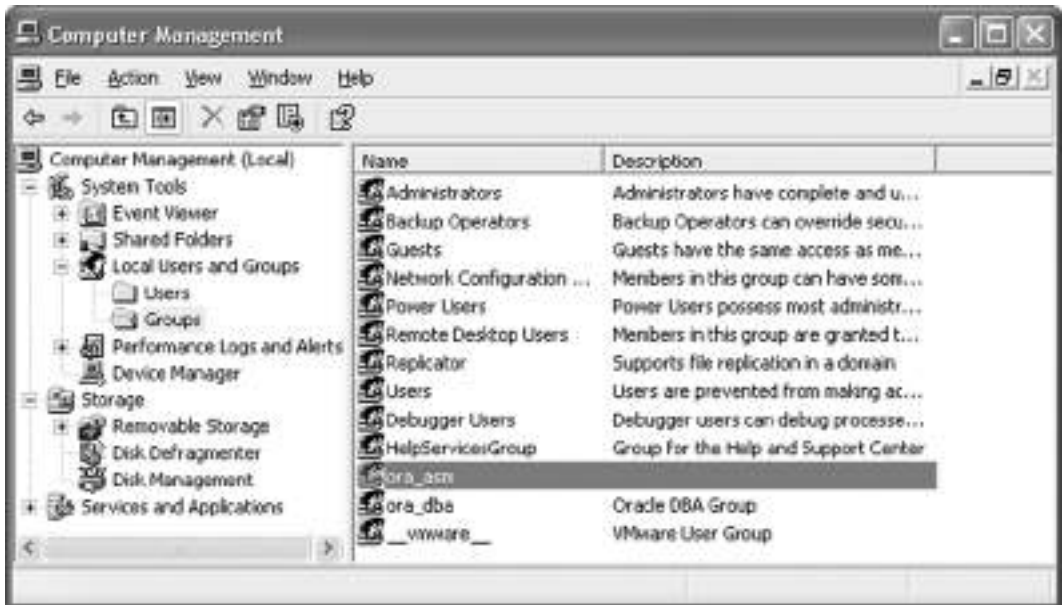 Computer Management
File Action View Window Help
Computer Management (Local)
System Tools
Event Viewer
Shared Folders
Local Users and Groups
Users
Groups
Performance Logs and Alerts
Device Manager
Storage
Removable Storage
Disk Defragmenter
Disk Management
Services and Applications
Name Description
Administrators Administrators have complete and u...
Backup Operators Backup Operators can override secu...
Guests Guests have the same access as me...
Network Configuration ... Members in this group can have som...
Power Users Power Users possess most administr...
Remote Desktop Users Members in this group are granted t...
Replicator Supports file replication in a domain
Users Users are prevented from making ac...
Debugger Users Debugger users can debug processe...
HelpServicesGroup Group for the Help and Support Center
ora_asm
ora_dba Oracle DBA Group
__vmware__ VMware User Group